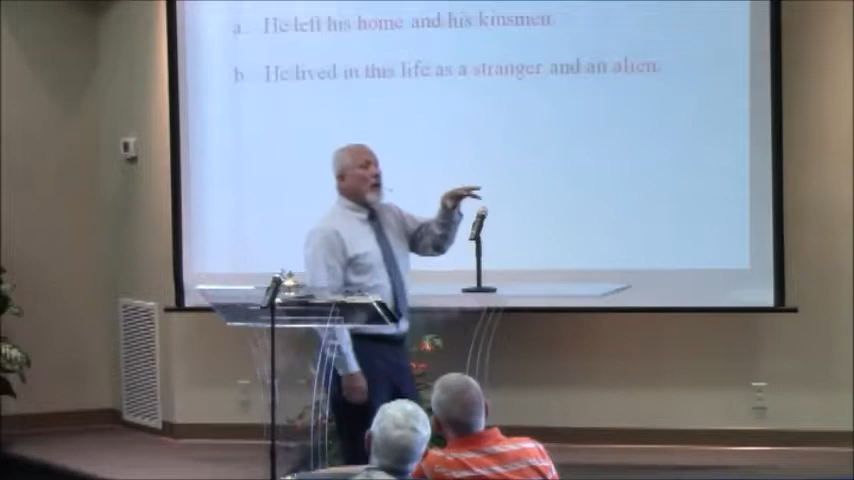 a. He left his home and his kinsmen.
b. He lived in this life as a stranger and an alien.